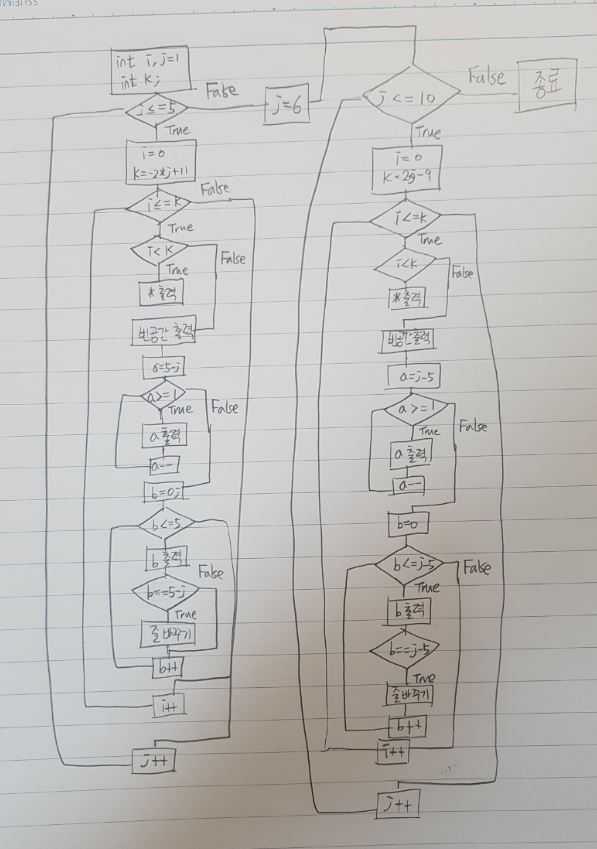 int i, j=1
int k;
j<=5
False
j=6
True
i=0
k=-2*j+11
i<=k
False
True
i<k
False
True
*출력
빈공간 출력
a=5-j
a>=1
True
False
a출력
a--
b=0;
b<=5
b 출력
b==5-j
False
True
줄바꾸기
b++
i++
j++
j<=10
False
종료
True
i=0
k=2j-9
i<=k
True
i<k
False
*출력
빈공간출력
a=j-5
a>=1
True
False
a출력
a--
b=0
b<=j-5
False
True
b출력
b==j-5
True
줄바꾸기
b++
i++
j++